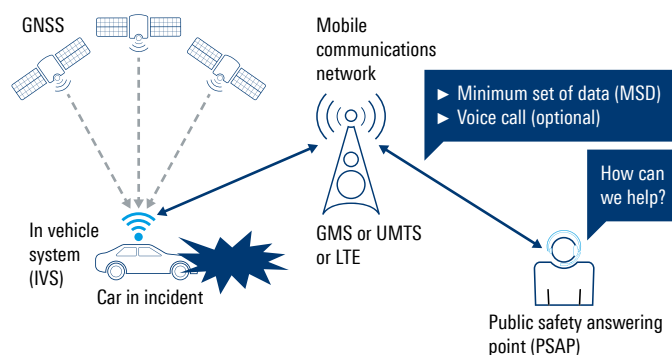 GNSS
Mobile
communications
network
► Minimum set of data (MSD)
► Voice call (optional)
How can
we help?
In vehicle
system
(IVS)
Car in incident
GMS or UMTS
or LTE
Public safety answering
point (PSAP)